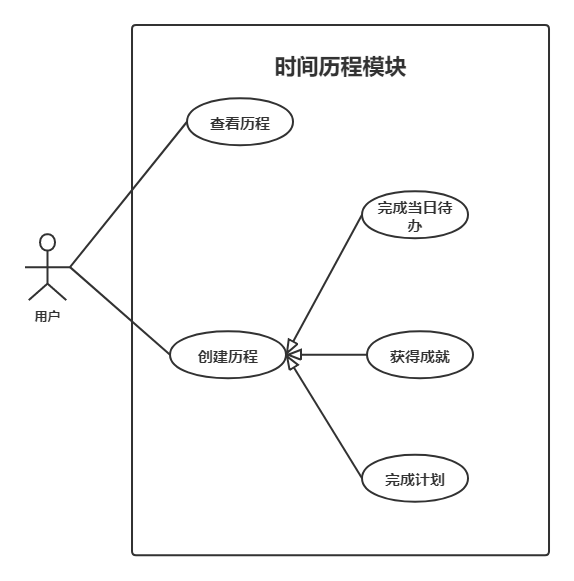 时间历程模块
查看历程
完成当日待
办
用户
创建历程
获得成就
完成计划